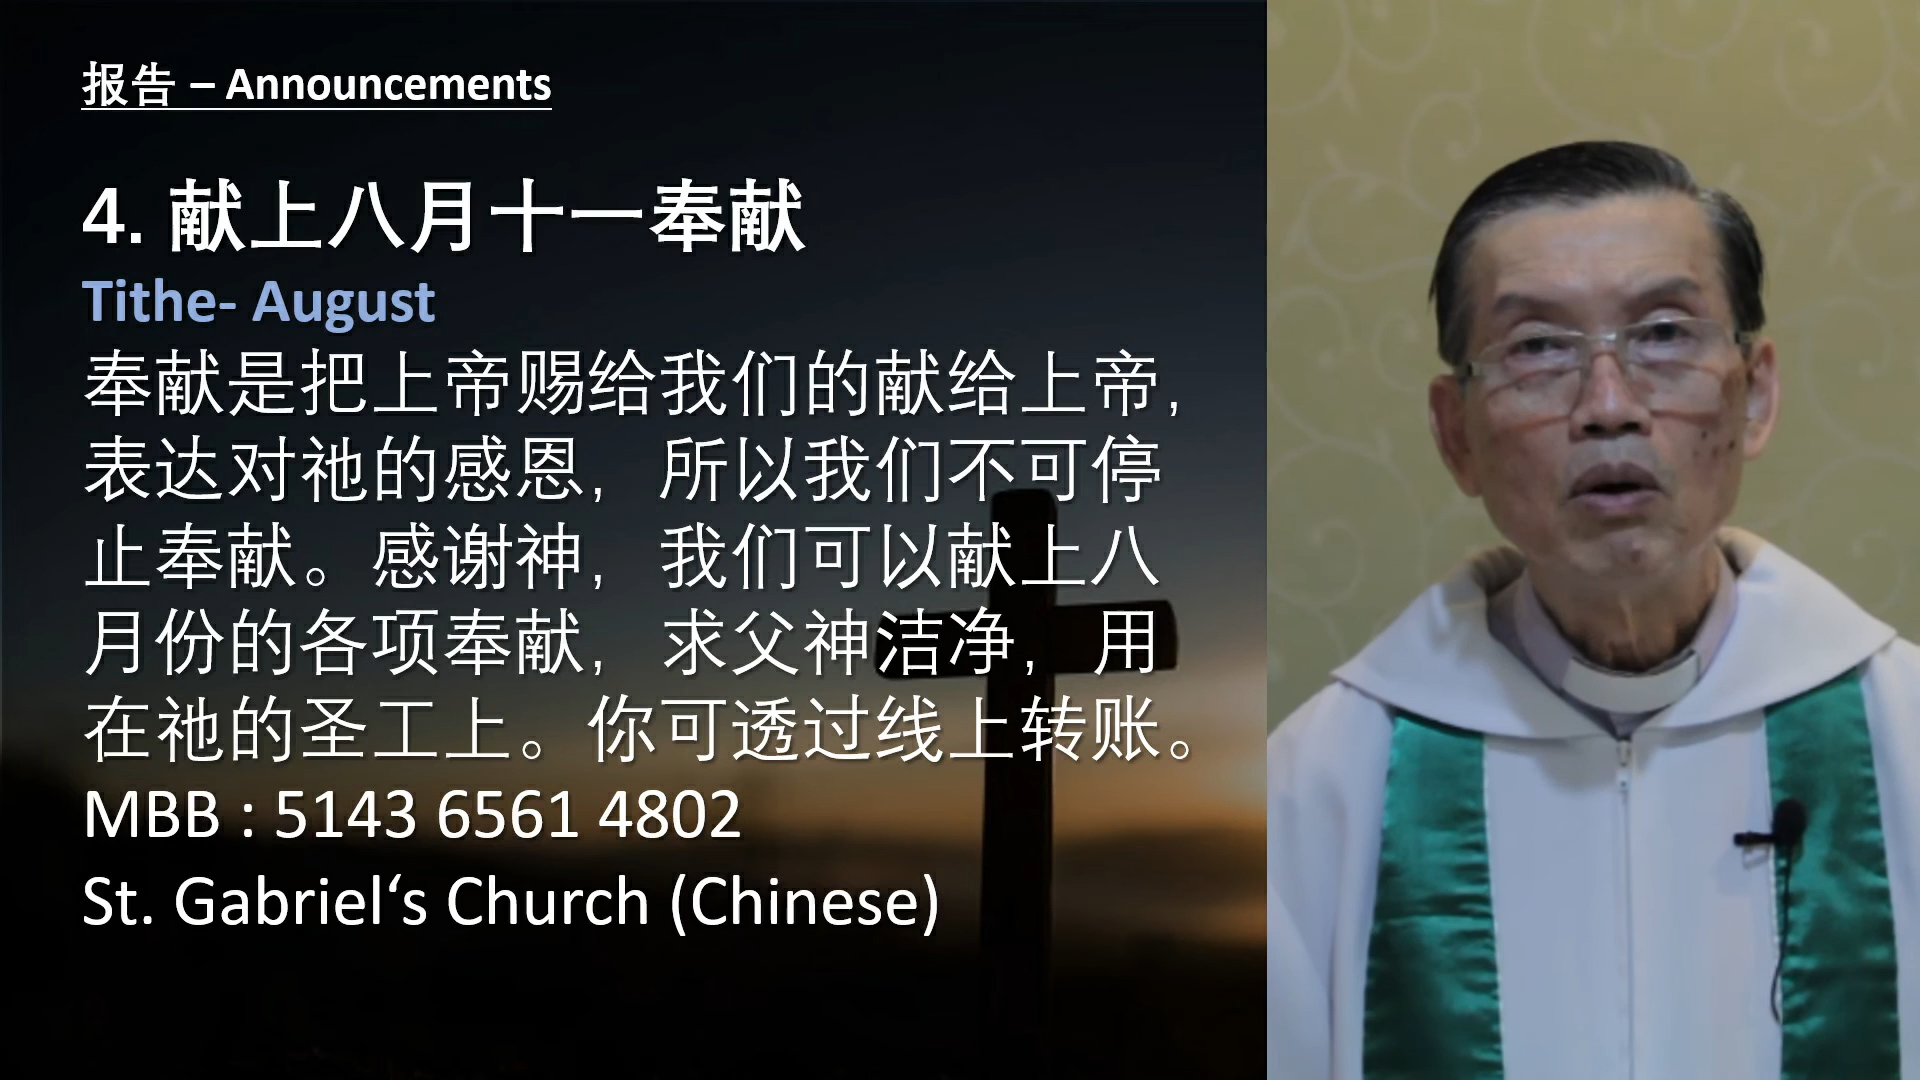 报告 – Announcements
4. 献上八月十一奉献
Tithe- August
奉献是把上帝赐给我们的献给上帝,
表达对祂的感恩, 所以我们不可停
止奉献。感谢神, 我们可以献上八
月份的各项奉献, 求父神洁净, 用
在祂的圣工上。你可透过线上转账。
MBB : 5143 6561 4802
St. Gabriel‘s Church (Chinese)